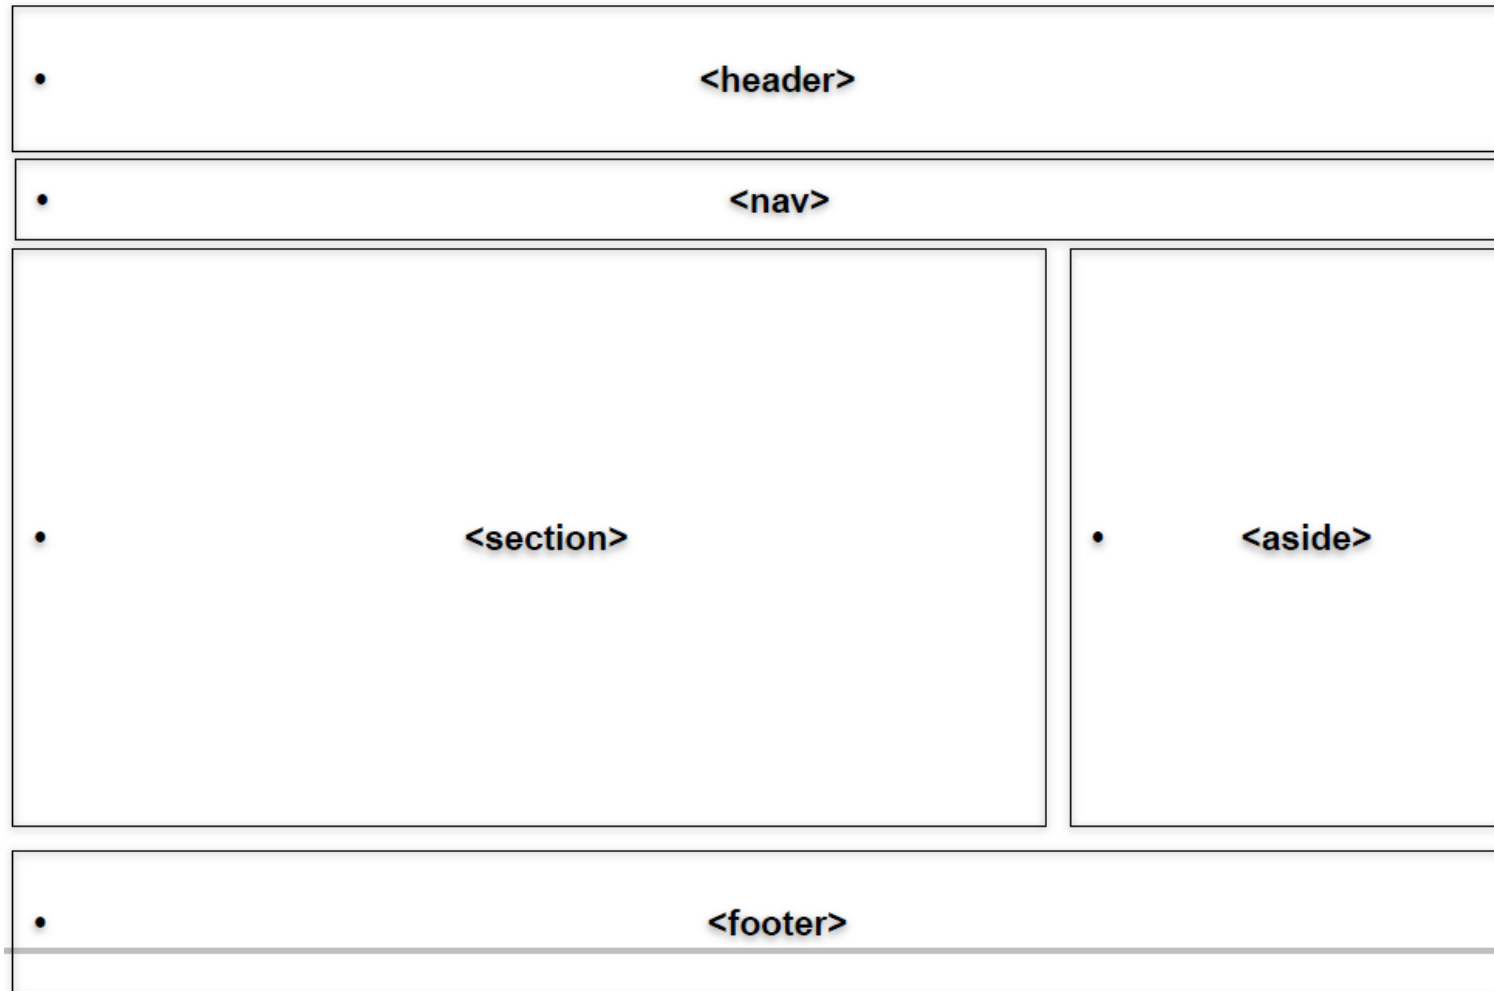 • <header>
• <nav>
• <section>
• <aside>
• <footer>